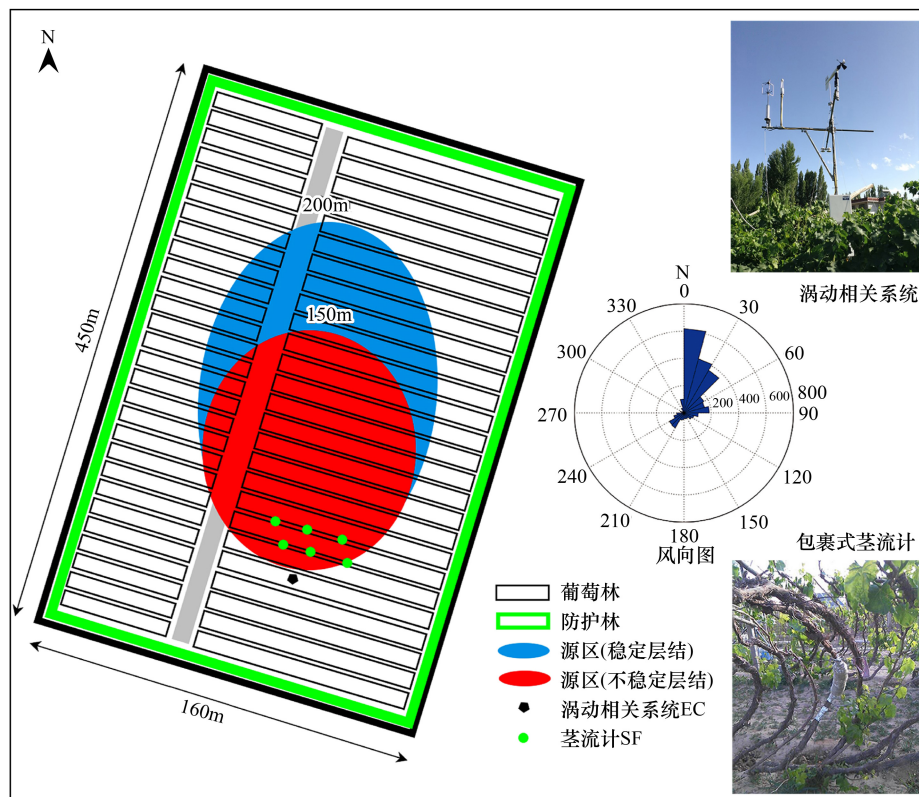 N
200m
150m
450m
160m
涡动相关系统
N
0
30
60
90
120
150
180
210
240
270
300
330
200
400
600
800
风向图
包裹式茎流计
葡萄林
防护林
源区(稳定层结)
源区(不稳定层结)
涡动相关系统EC
茎流计SF